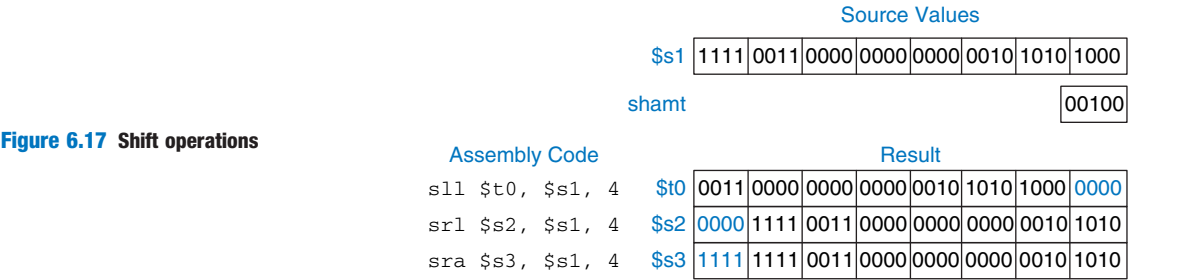 Source Values
$s1 1111 0011 0000 0000 0000 0010 1010 1000
shamt 00100
Figure 6.17 Shift operations
Assembly Code Result
sll $t0, $s1, 4 $t0 0011 0000 0000 0000 0010 1010 1000 0000
srl $s2, $s1, 4 $s2 0000 1111 0011 0000 0000 0000 0010 1010
sra $s3, $s1, 4 $s3 1111 1111 0011 0000 0000 0000 0010 1010